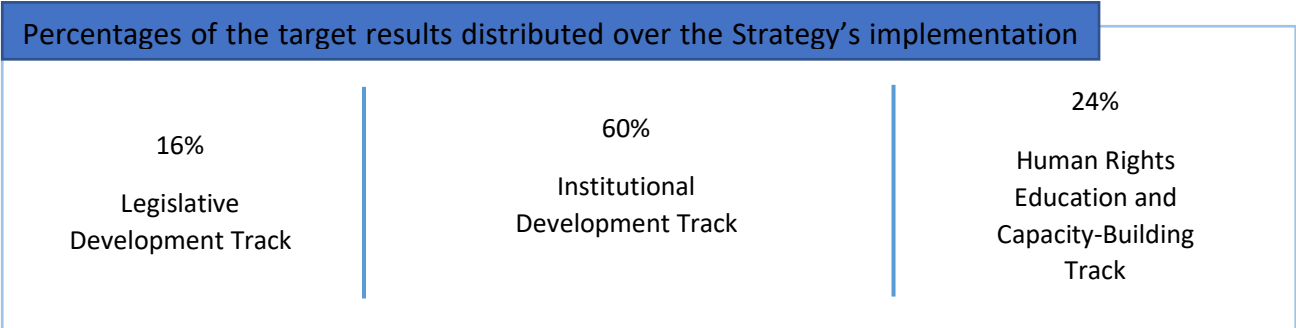 Percentages of the target results distributed over the Strategy’s implementation
16%
Legislative
Development Track
60%
Institutional
Development Track
24%
Human Rights
Education and
Capacity-Building
Track